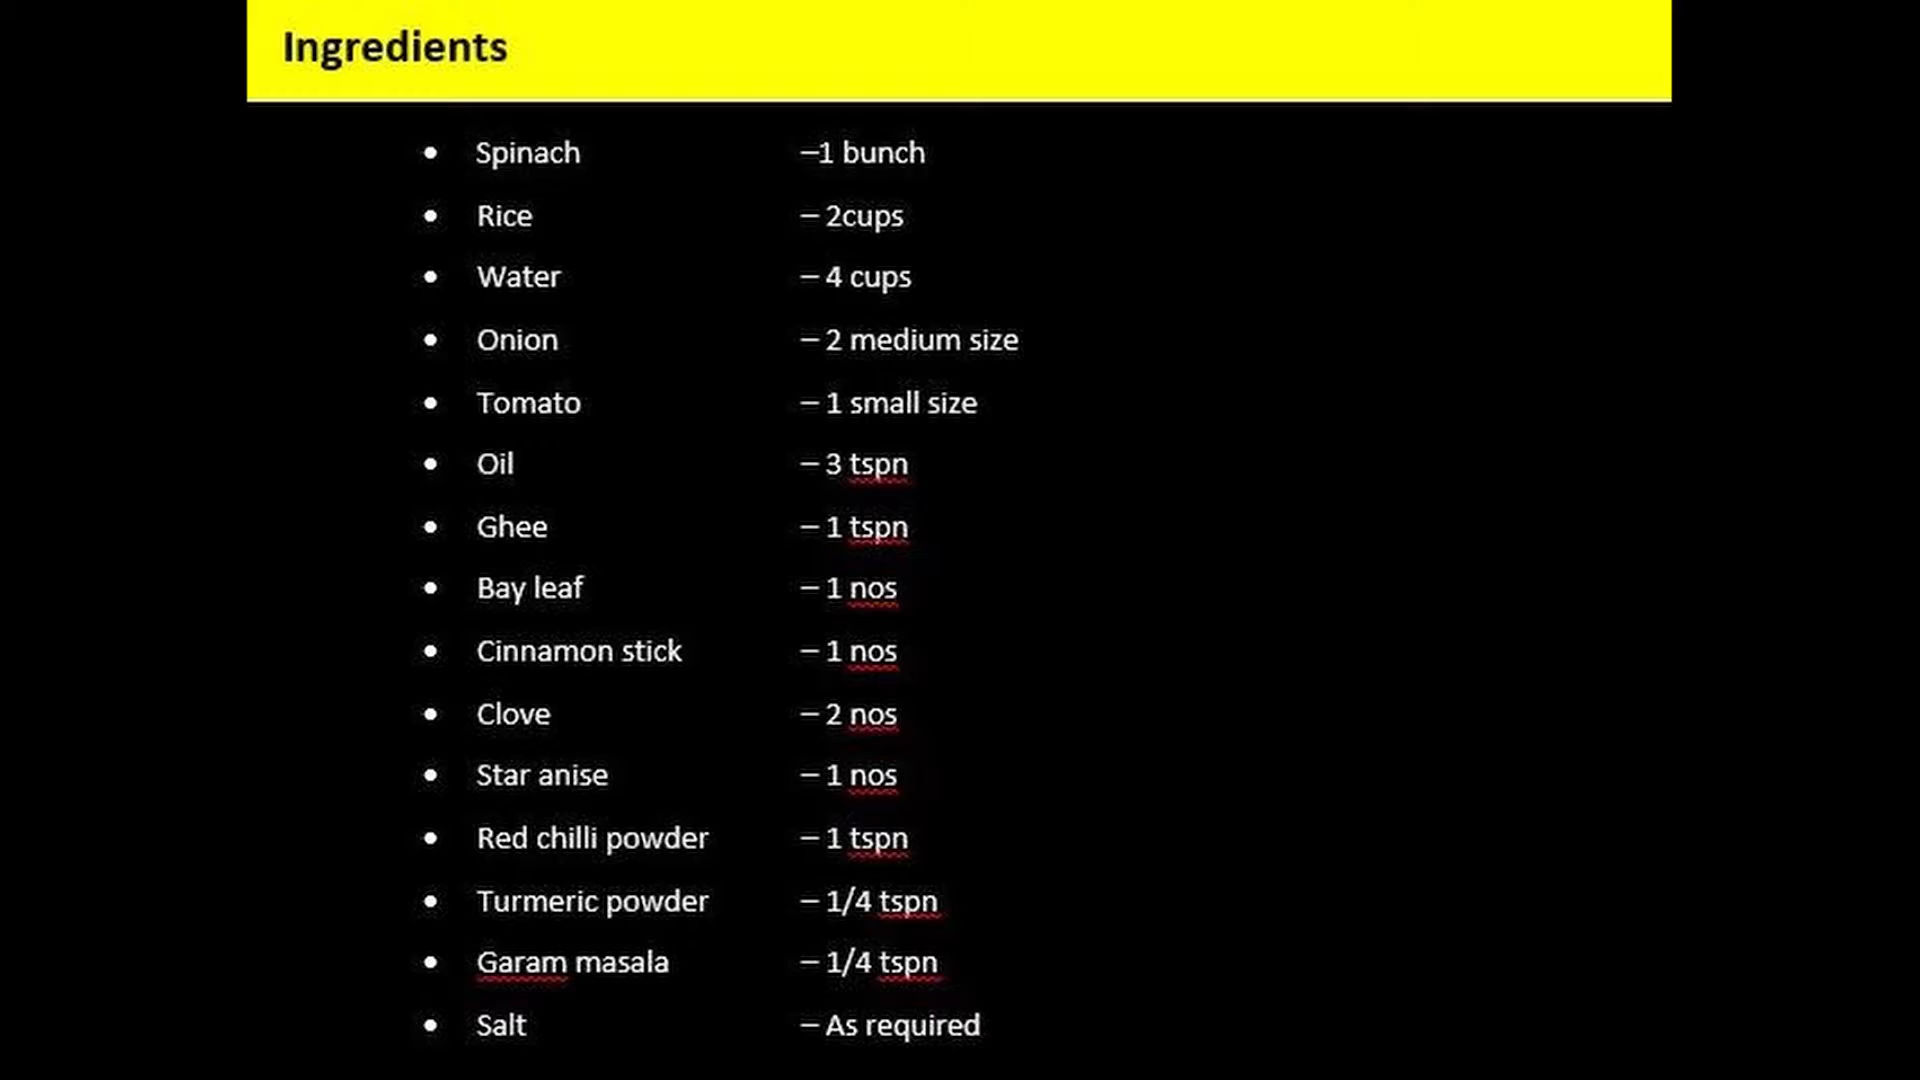 Ingredients
• Spinach –1 bunch
• Rice – 2cups
• Water – 4 cups
• Onion – 2 medium size
• Tomato – 1 small size
• Oil – 3 tspn
• Ghee – 1 tspn
• Bay leaf – 1 nos
• Cinnamon stick – 1 nos
• Clove – 2 nos
• Star anise – 1 nos
• Red chilli powder – 1 tspn
• Turmeric powder – 1/4 tspn
• Garam masala – 1/4 tspn
• Salt – As required